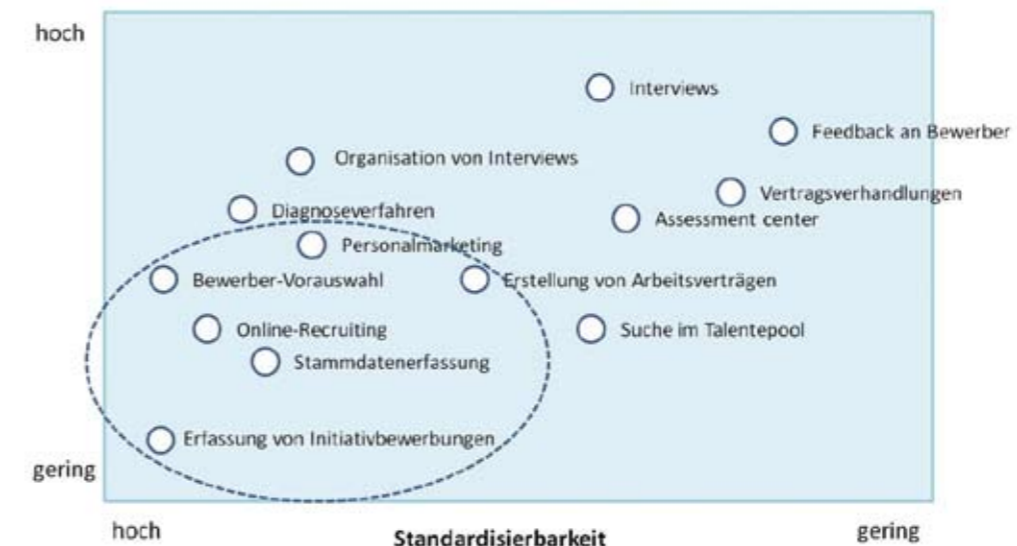 hoch
Interviews
Feedback an Bewerber
Organisation von Interviews
Vertragsverhandlungen
Diagnoseverfahren
Assessment center
Personalmarketing
Bewerber-Vorauswahl
Erstellung von Arbeitsverträgen
Online-Recruiting
Suche im Talentepool
Stammdatenerfassung
Erfassung von Initiativbewerbungen
gering
hoch
Standardisierbarkeit
gering